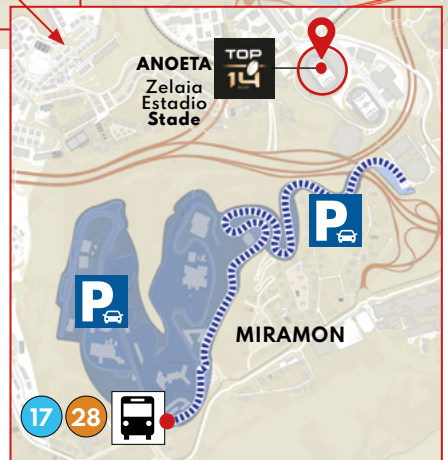 ANOETA
Zelaia
Estadio
Stade
TOP
14
P
P
MIRAMON
17
28